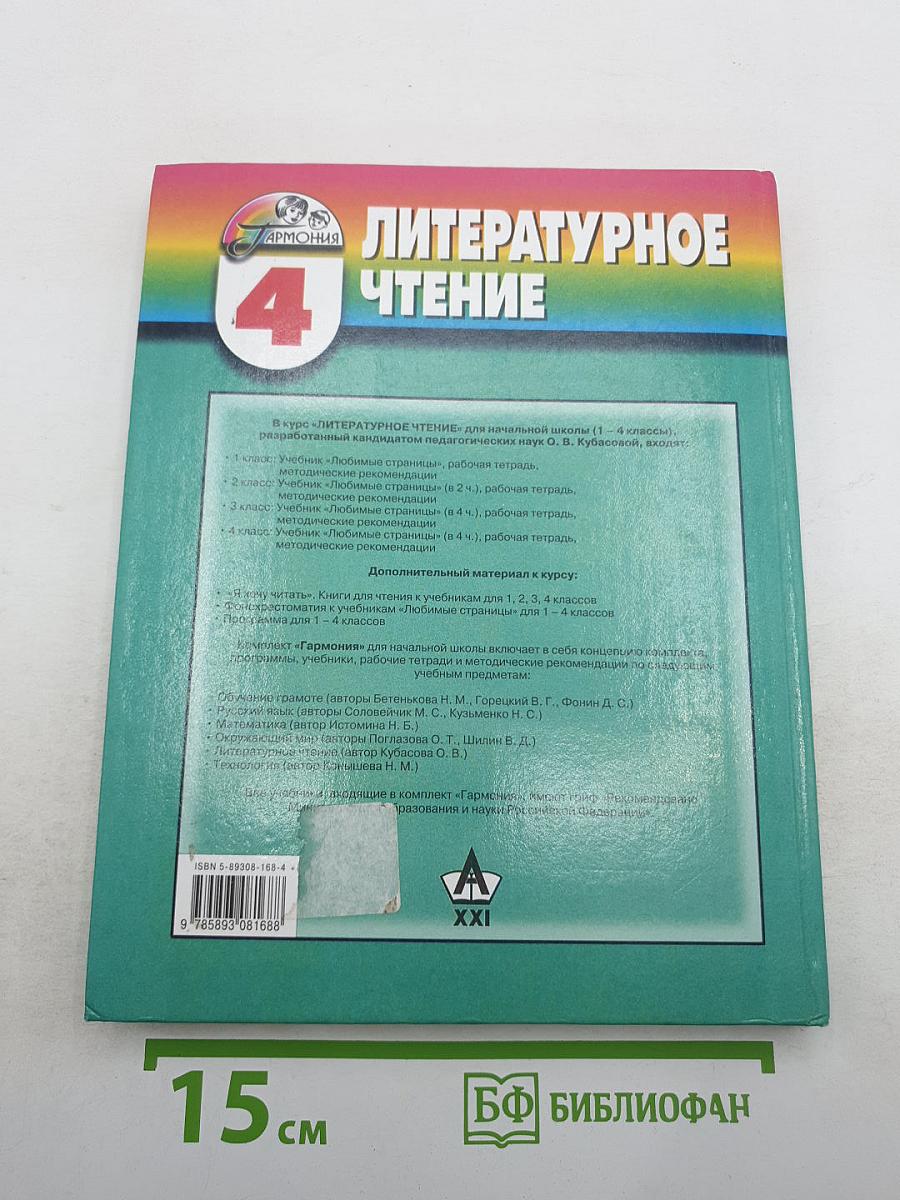 ГАРМОНИЯ
4
ЛИТЕРАТУРНОЕ
ЧТЕНИЕ
В курс «ЛИТЕРАТУРНОЕ ЧТЕНИЕ» для начальной школы (1 – 4 классы),
разработанный кандидатом педагогических наук О. В. Кубасовой, входят:
• 1 класс: Учебник «Любимые страницы», рабочая тетрадь,
методические рекомендации
• 2 класс: Учебник «Любимые страницы» (в 2 ч.), рабочая тетрадь,
методические рекомендации
• 3 класс: Учебник «Любимые страницы» (в 4 ч.), рабочая тетрадь,
методические рекомендации
• 4 класс: Учебник «Любимые страницы» (в 4 ч.), рабочая тетрадь,
методические рекомендации
Дополнительный материал к курсу:
• «Я хочу читать». Книги для чтения к учебникам для 1, 2, 3, 4 классов
• Фонохрестоматия к учебникам «Любимые страницы» для 1 – 4 классов
• Программа для 1 – 4 классов
Комплект «Гармония» для начальной школы включает в себя концепцию комплекта,
программы, учебники, рабочие тетради и методические рекомендации по следующим
учебным предметам:
Обучение грамоте (авторы Бетенькова Н. М., Горецкий В. Г., Фонин Д. С.)
• Русский язык (авторы Соловейчик М. С., Кузьменко Н. С.)
• Математика (автор Истомина Н. Б.)
• Окружающий мир (авторы Поглазова О. Т., Шилин В. Д.)
• Литературное чтение (автор Кубасова О. В.)
• Технология (автор Конышева Н. М.)
Все учебники, входящие в комплект «Гармония», имеют гриф «Рекомендовано
образования и науки Российской Федерации».
ISBN 5-89308-168-4
9 785893 081688
А
XXI
15 см
БФ БИБЛИОФАН